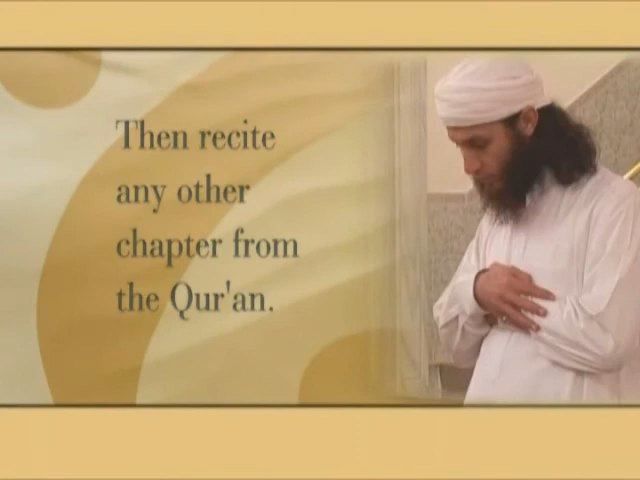 Then recite
any other
chapter from
the Qur'an.